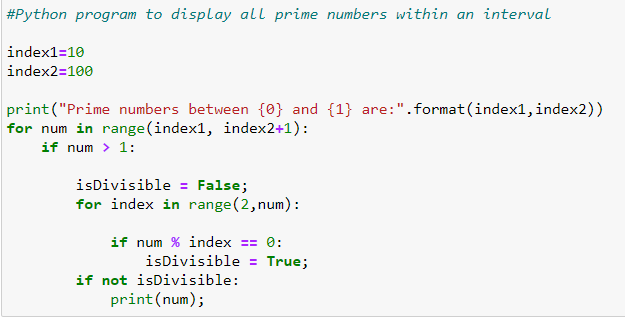 #Python program to display all prime numbers within an interval
index1=10
index2=100
print("Prime numbers between {0} and {1} are:".format(index1,index2))
for num in range(index1, index2+1):
    if num > 1:
        isDivisible = False;
        for index in range(2,num):
            if num % index == 0:
                isDivisible = True;
        if not isDivisible:
            print(num);